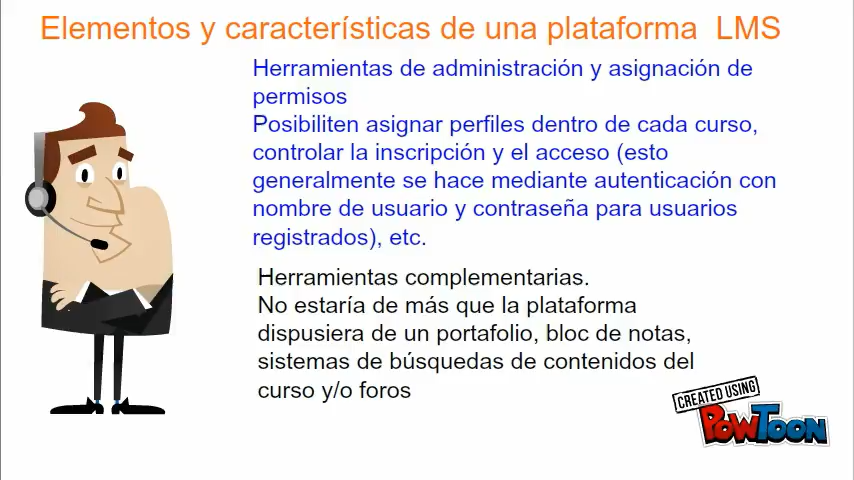 Elementos y características de una plataforma LMS
Herramientas de administración y asignación de
permisos
Posibiliten asignar perfiles dentro de cada curso,
controlar la inscripción y el acceso (esto
generalmente se hace mediante autenticación con
nombre de usuario y contraseña para usuarios
registrados), etc.
Herramientas complementarias.
No estaría de más que la plataforma
dispusiera de un portafolio, bloc de notas,
sistemas de búsquedas de contenidos del
curso y/o foros
CREATED USING
POWTOON